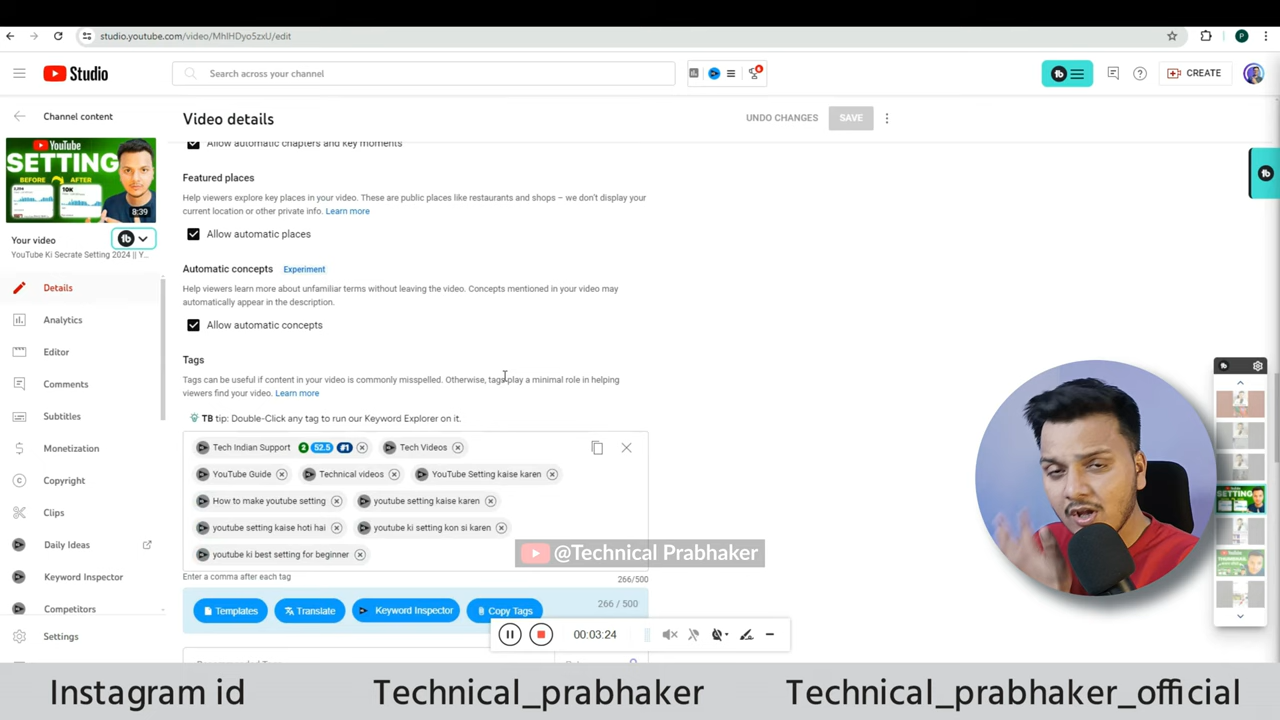 studio.youtube.com/video/MhIHDyo5zxU/edit
Studio
Search across your channel
CREATE
Channel content
Video details
UNDO CHANGES
SAVE
Allow automatic chapters and key moments
YouTube
SETTING
BEFORE
AFTER
10K
8:39
Featured places
Help viewers explore key places in your video. These are public places like restaurants and shops – we don't display your
current location or other private info. Learn more
Your video
YouTube Ki Secrate Setting 2024 || Y...
Allow automatic places
Automatic concepts Experiment
Help viewers learn more about unfamiliar terms without leaving the video. Concepts mentioned in your video may
automatically appear in the description.
Allow automatic concepts
Details
Analytics
Editor
Comments
Subtitles
Monetization
Copyright
Clips
Daily Ideas
Keyword Inspector
Competitors
Settings
Tags
Tags can be useful if content in your video is commonly misspelled. Otherwise, tags play a minimal role in helping
viewers find your video. Learn more
TB tip: Double-Click any tag to run our Keyword Explorer on it.
Tech Indian Support 2 52.5 #1 Tech Videos
YouTube Guide Technical videos YouTube Setting kaise karen
How to make youtube setting youtube setting kaise karen
youtube setting kaise hoti hai youtube ki setting kon si karen
youtube ki best setting for beginner
@Technical Prabhaker
Enter a comma after each tag 266/500
266 / 500
Templates Translate Keyword Inspector Copy Tags
00:03:24
Instagram id Technical_prabhaker Technical_prabhaker_official